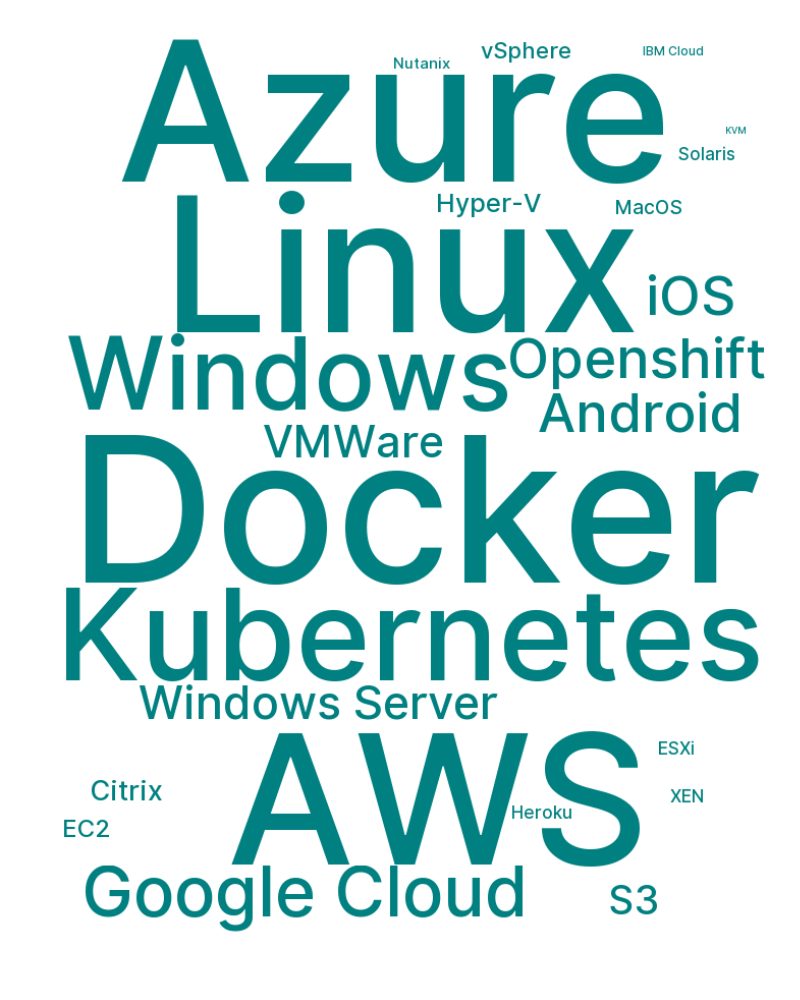 vSphere
IBM Cloud
Nutanix
Azure
KVM
Solaris
Hyper-V
MacOS
Linux
iOS
Windows
Openshift
Android
VMWare
Docker
Kubernetes
Windows Server
AWS
ESXi
Citrix
XEN
Heroku
EC2
Google Cloud
S3